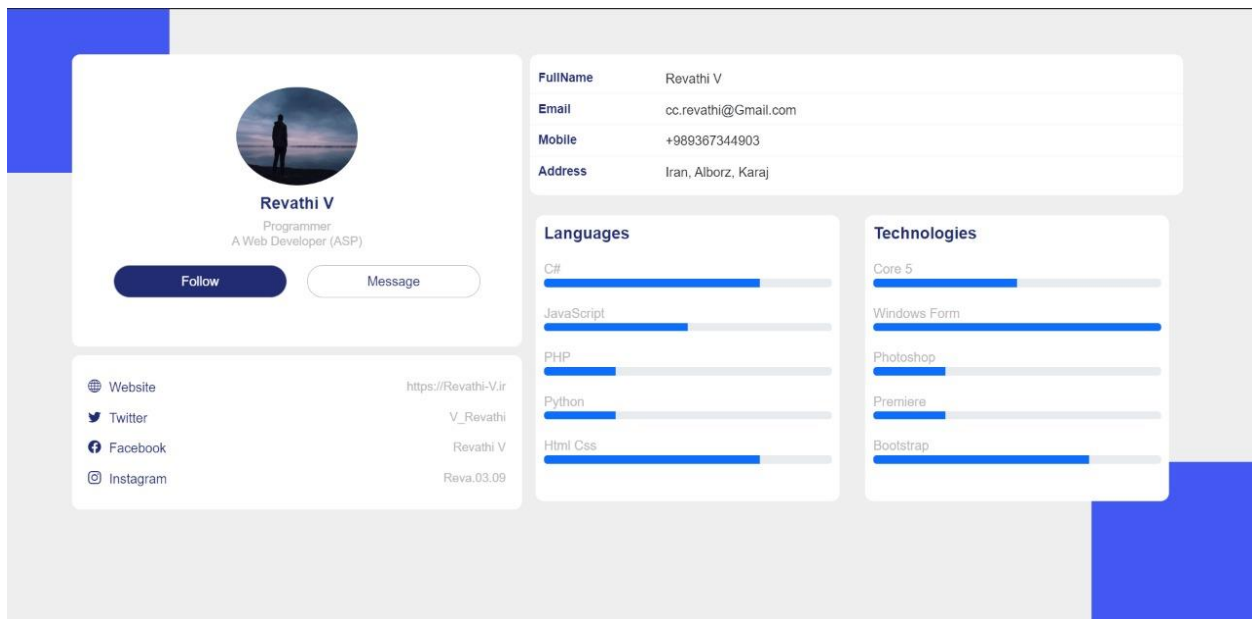 Revathi V
Programmer
A Web Developer (ASP)
Follow Message
Website https://Revathi-V.ir
Twitter V_Revathi
Facebook Revathi V
Instagram Reva.03.09
FullName Revathi V
Email cc.revathi@Gmail.com
Mobile +989367344903
Address Iran, Alborz, Karaj
Languages
C#
JavaScript
PHP
Python
Html Css
Technologies
Core 5
Windows Form
Photoshop
Premiere
Bootstrap